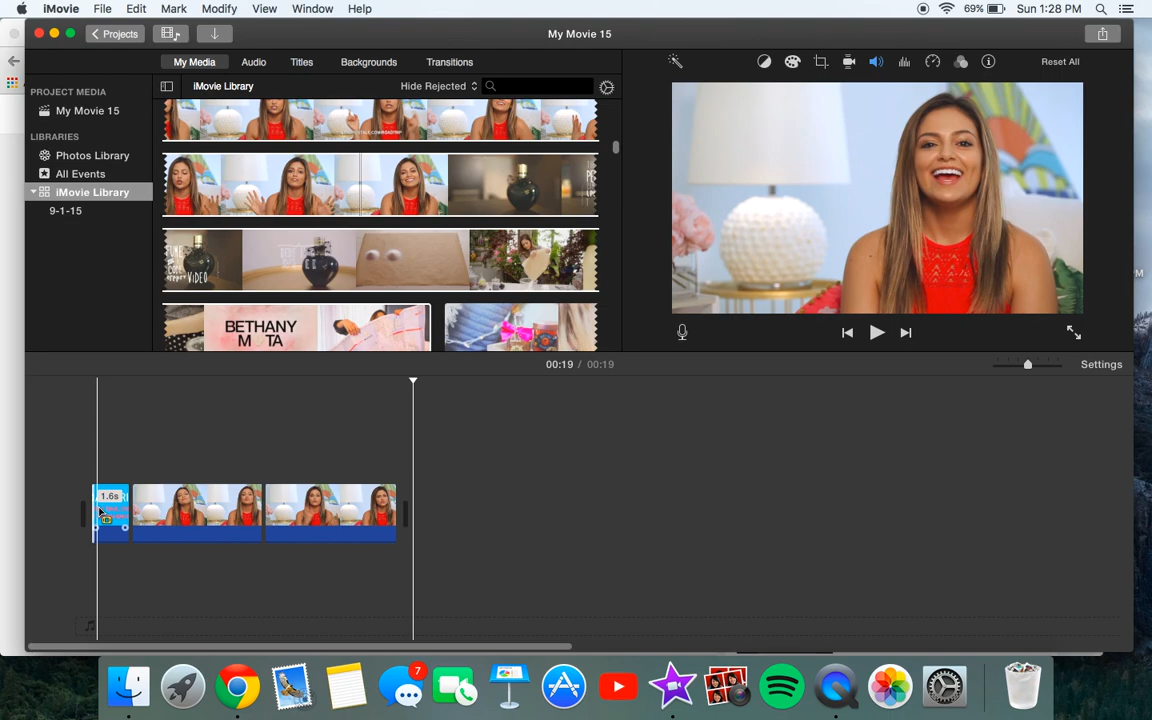 iMovie File Edit Mark Modify View Window Help 69% Sun 1:28 PM
Projects My Movie 15
My Media Audio Titles Backgrounds Transitions Reset All
PROJECT MEDIA
My Movie 15
LIBRARIES
Photos Library
All Events
iMovie Library
9-1-15
iMovie Library Hide Rejected
VIDEO
BETHANY
M TA
M
00:19 / 00:19 Settings
1.6s
7